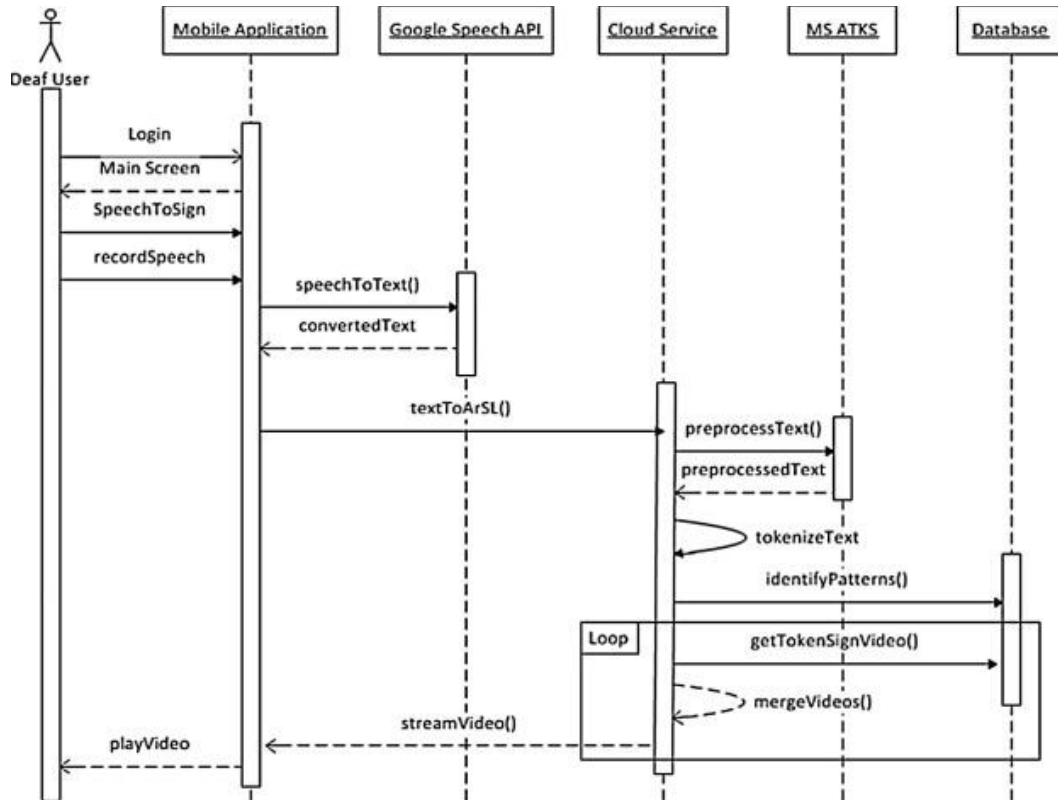 Deaf User
Mobile Application
Google Speech API
Cloud Service
MS ATKS
Database
Login
Main Screen
SpeechToSign
recordSpeech
speechToText()
convertedText
textToArSL()
preprocessText()
preprocessedText
tokenizeText
identifyPatterns()
Loop
getTokenSignVideo()
mergeVideos()
streamVideo()
playVideo